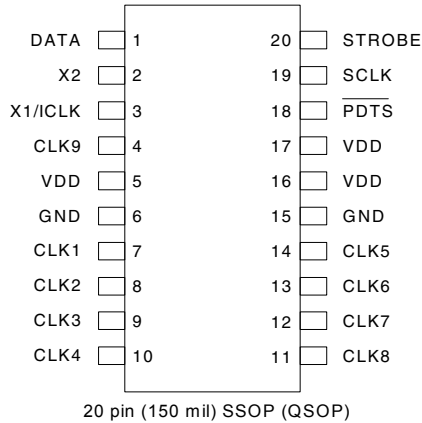 DATA 1 20 STROBE
X2 2 19 SCLK
X1/ICLK 3 18 PDTS
CLK9 4 17 VDD
VDD 5 16 VDD
GND 6 15 GND
CLK1 7 14 CLK5
CLK2 8 13 CLK6
CLK3 9 12 CLK7
CLK4 10 11 CLK8
20 pin (150 mil) SSOP (QSOP)